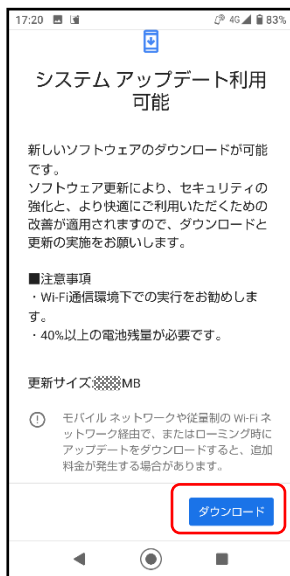 17:20 4G 83%
システム アップデート利用
可能
新しいソフトウェアのダウンロードが可能
です。
ソフトウェア更新により、セキュリティの
強化と、より快適にご利用いただくための
改善が適用されますので、ダウンロードと
更新の実施をお願いします。
■注意事項
・Wi-Fi通信環境下での実行をお勧めしま
す。
・40%以上の電池残量が必要です。
更新サイズ:MB
モバイル ネットワークや従量制の Wi-Fi ネ
ットワーク経由で、またはローミング時に
アップデートをダウンロードすると、追加
料金が発生する場合があります。
ダウンロード